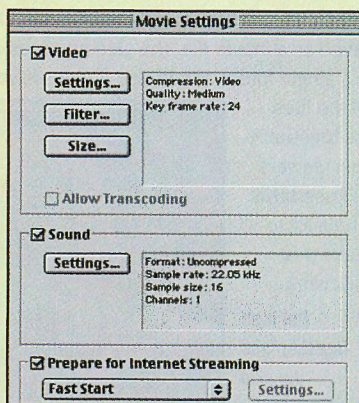 Movie Settings
Video
Settings...
Filter...
Size...
Compression: Video
Quality: Medium
Key frame rate: 24
Allow Transcoding
Sound
Settings...
Format: Uncompressed
Sample rate: 22.05 kHz
Sample size: 16
Channels: 1
Prepare for Internet Streaming
Fast Start
Settings...